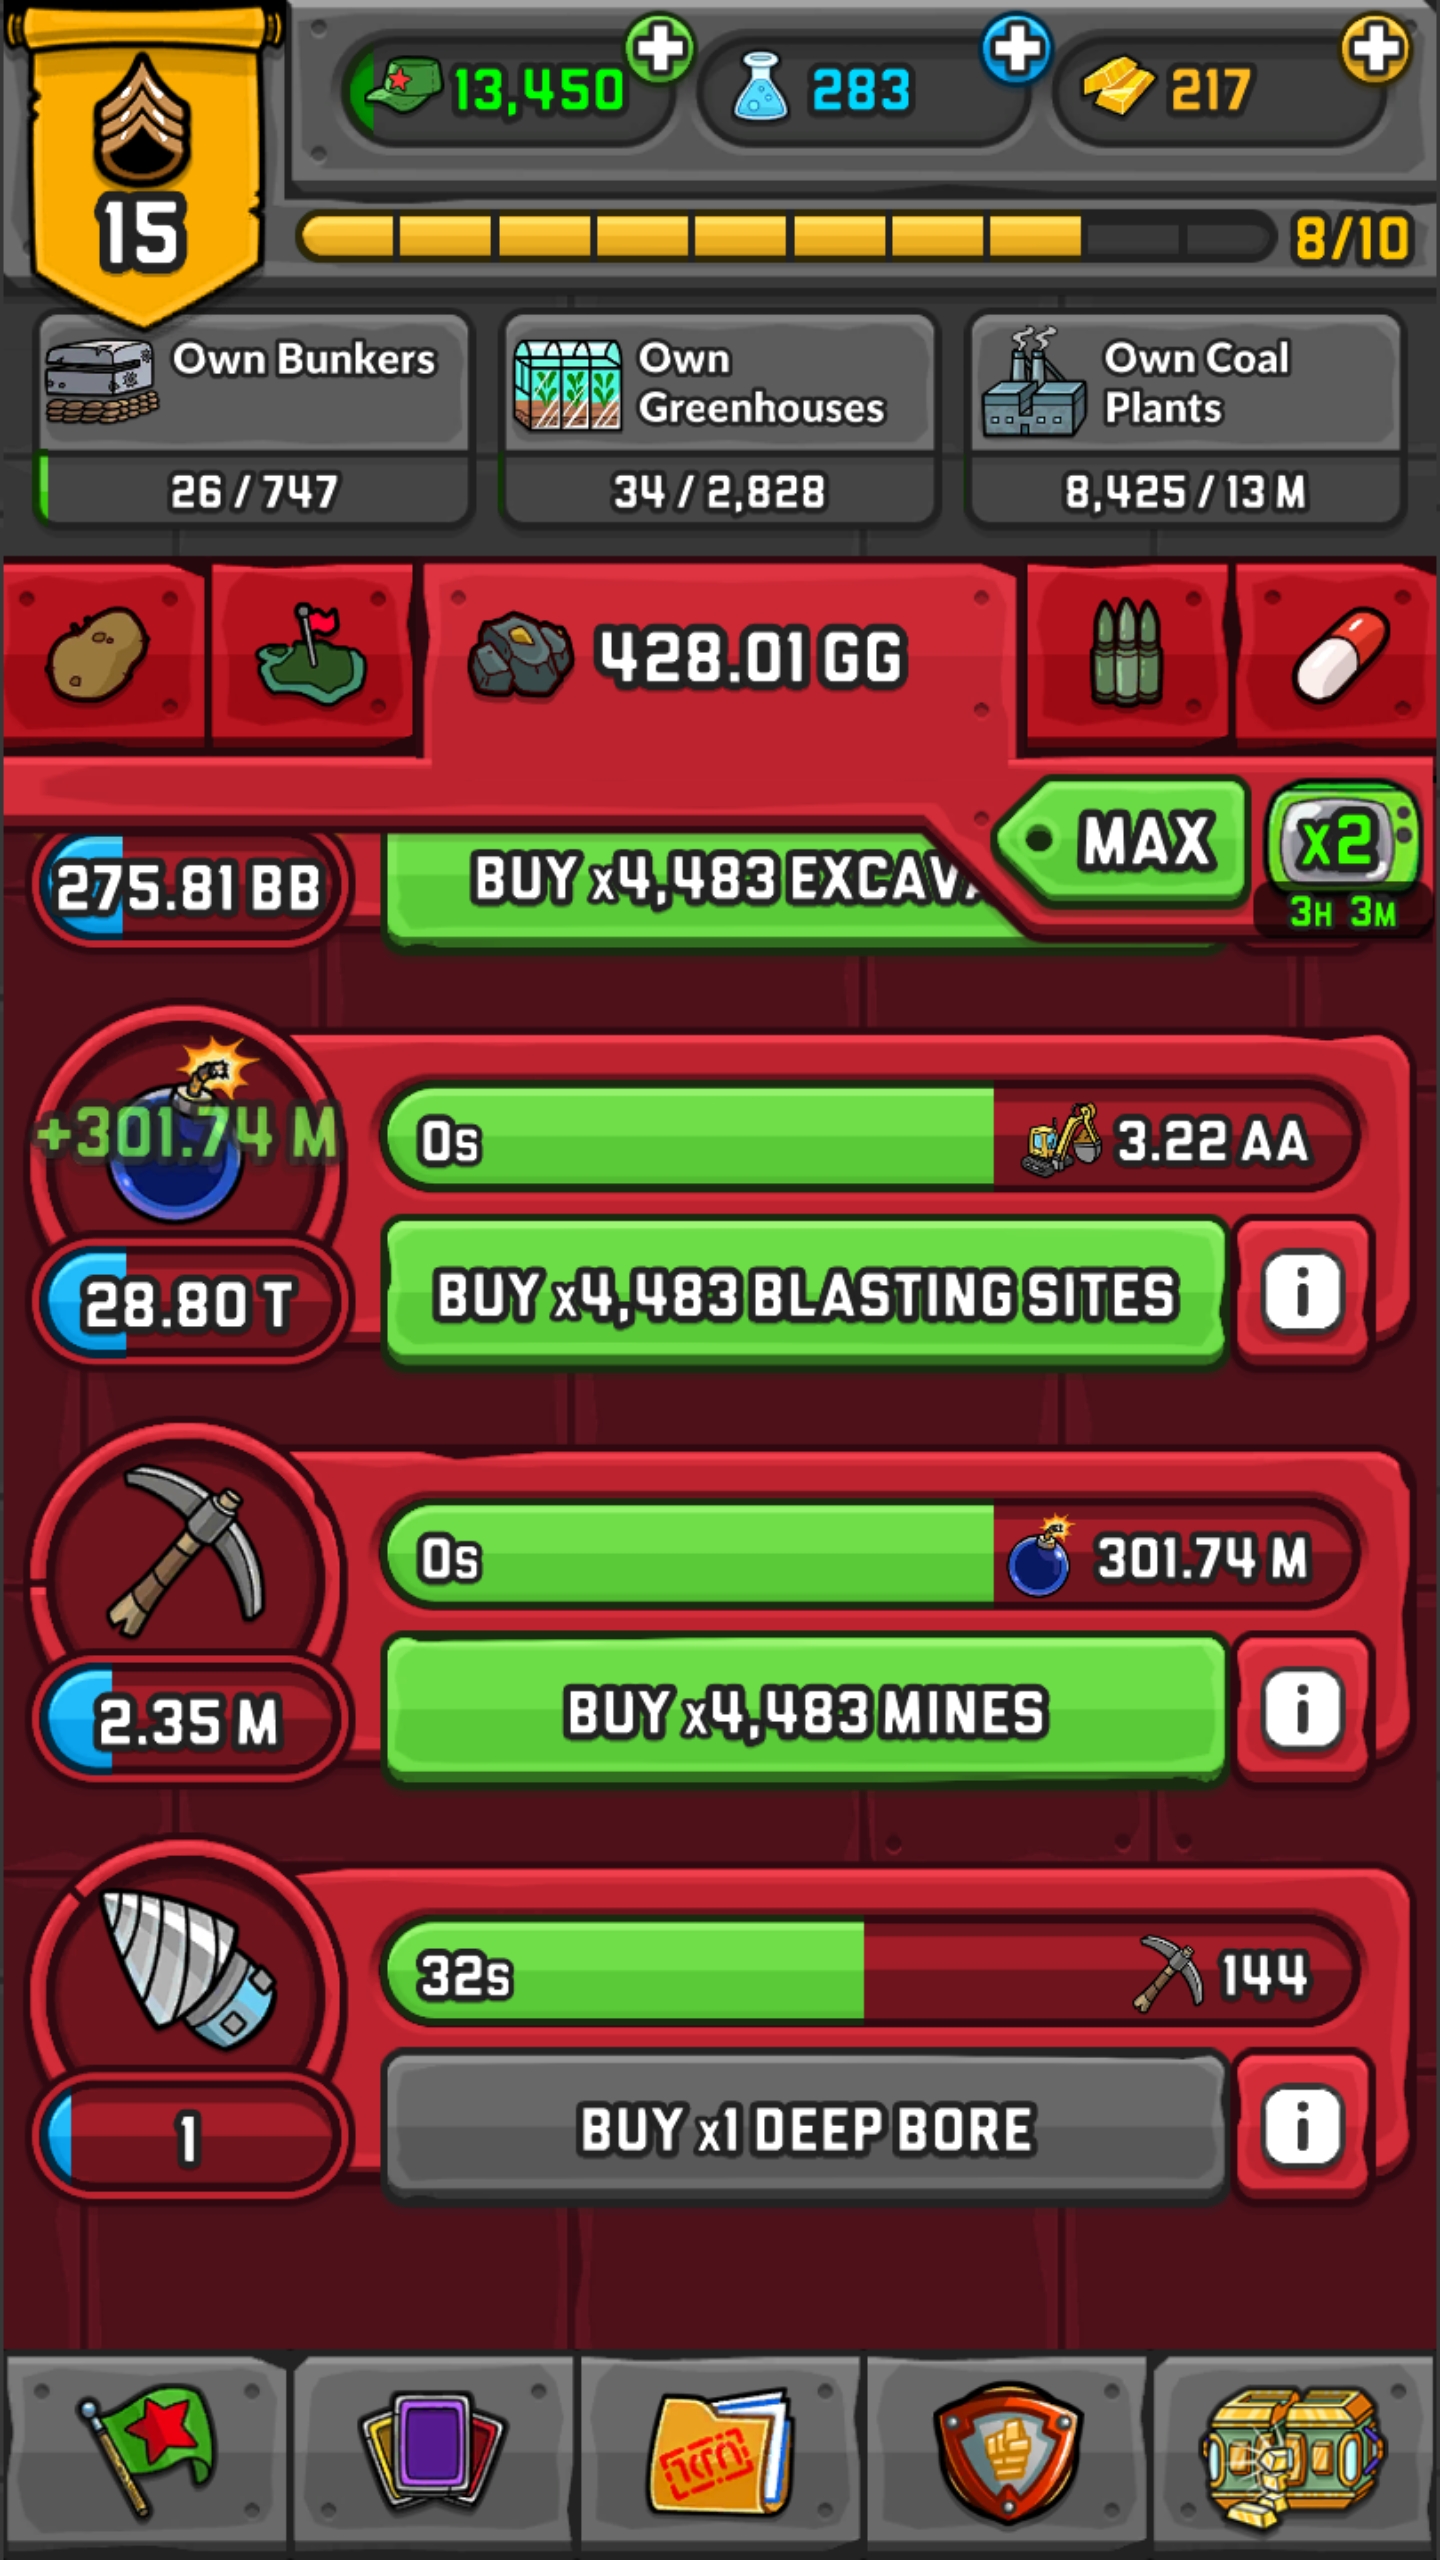 15
13,450
283
217
8/10
Own Bunkers
26 / 747
Own
Greenhouses
34 / 2,828
Own Coal
Plants
8,425 / 13 M
428.01 GG
MAX
x2
3H 3M
275.81 BB
BUY x4,483
+301.74 M
0s
3.22 AA
28.80 T
BUY x4,483 BLASTING SITES
i
0s
301.74 M
2.35 M
BUY x4,483 MINES
i
32s
144
1
BUY x1 DEEP BORE
i